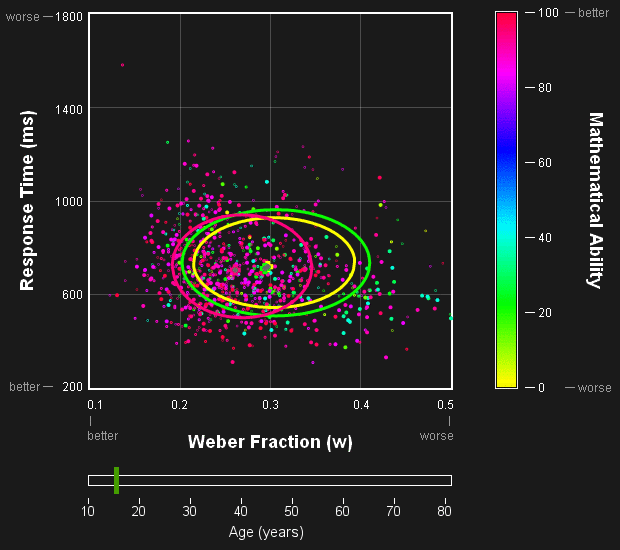 worse
1800
1400
1000
600
200
better
Response Time (ms)
0.1
0.2
0.3
0.4
0.5
better
worse
Weber Fraction (w)
100
80
60
40
20
0
better
worse
Mathematical Ability
10
20
30
40
50
60
70
80
Age (years)